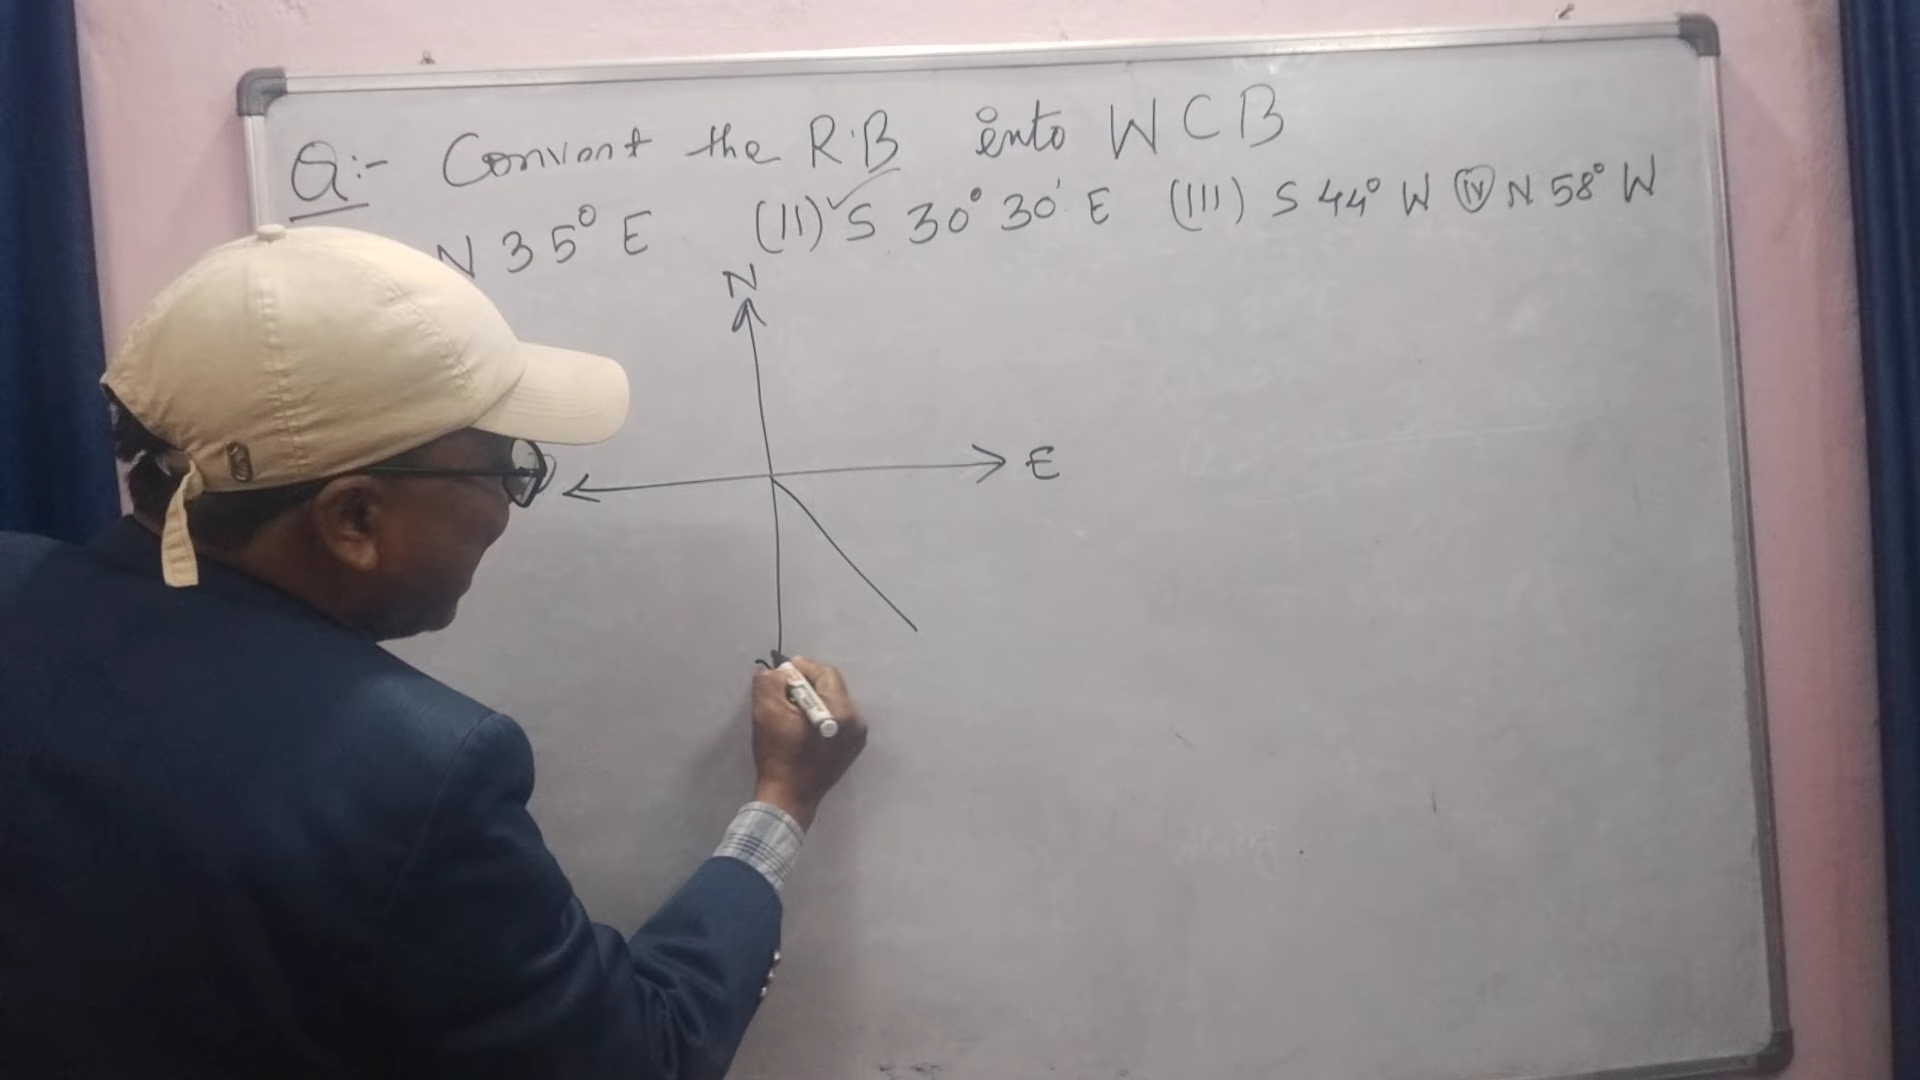 Q:- Convert the R.B into WCB
N 35° E (II) S 30° 30' E (III) S 44° W (IV) N 58° W
N
E